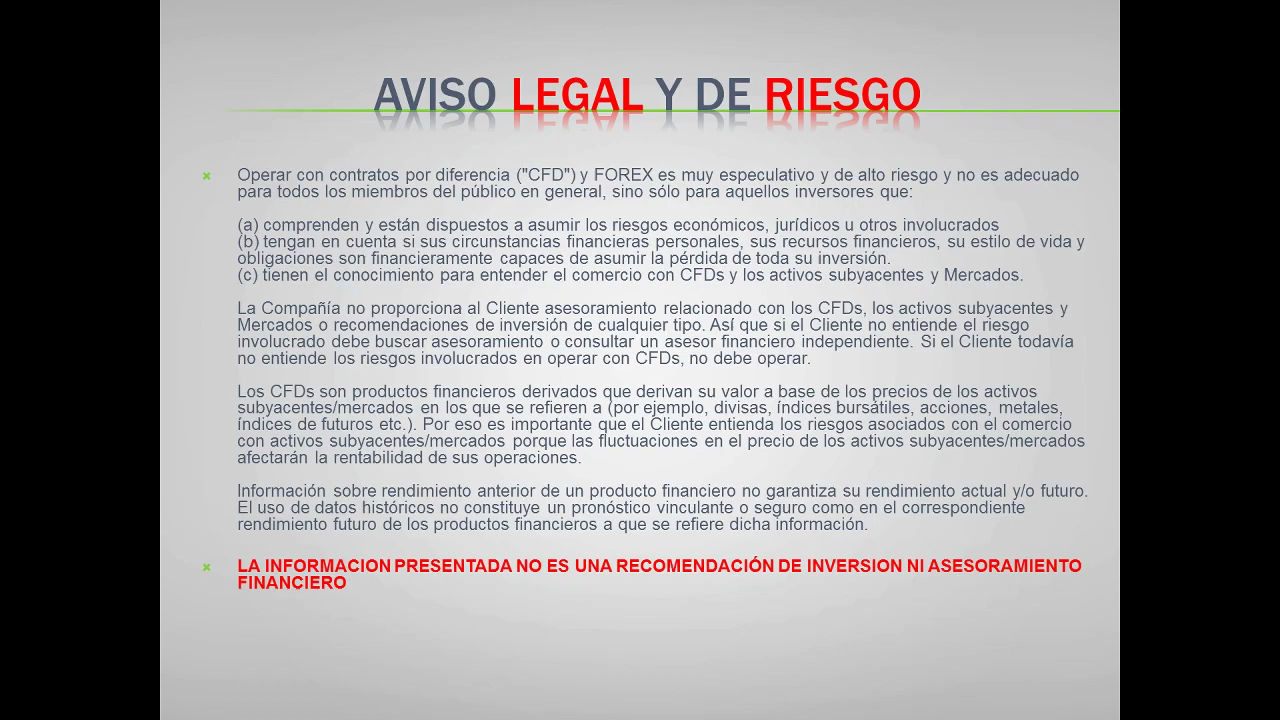 AVISO LEGAL Y DE RIESGO
Operar con contratos por diferencia ("CFD") y FOREX es muy especulativo y de alto riesgo y no es adecuado
para todos los miembros del público en general, sino sólo para aquellos inversores que:
(a) comprenden y están dispuestos a asumir los riesgos económicos, jurídicos u otros involucrados
(b) tengan en cuenta si sus circunstancias financieras personales, sus recursos financieros, su estilo de vida y
obligaciones son financieramente capaces de asumir la pérdida de toda su inversión.
(c) tienen el conocimiento para entender el comercio con CFDs y los activos subyacentes y Mercados.
La Compañía no proporciona al Cliente asesoramiento relacionado con los CFDs, los activos subyacentes y
Mercados o recomendaciones de inversión de cualquier tipo. Así que si el Cliente no entiende el riesgo
involucrado debe buscar asesoramiento o consultar un asesor financiero independiente. Si el Cliente todavía
no entiende los riesgos involucrados en operar con CFDs, no debe operar.
Los CFDs son productos financieros derivados que derivan su valor a base de los precios de los activos
subyacentes/mercados en los que se refieren a (por ejemplo, divisas, índices bursátiles, acciones, metales,
índices de futuros etc.). Por eso es importante que el Cliente entienda los riesgos asociados con el comercio
con activos subyacentes/mercados porque las fluctuaciones en el precio de los activos subyacentes/mercados
afectarán la rentabilidad de sus operaciones.
Información sobre rendimiento anterior de un producto financiero no garantiza su rendimiento actual y/o futuro.
El uso de datos históricos no constituye un pronóstico vinculante o seguro como en el correspondiente
rendimiento futuro de los productos financieros a que se refiere dicha información.
LA INFORMACION PRESENTADA NO ES UNA RECOMENDACIÓN DE INVERSION NI ASESORAMIENTO
FINANCIERO